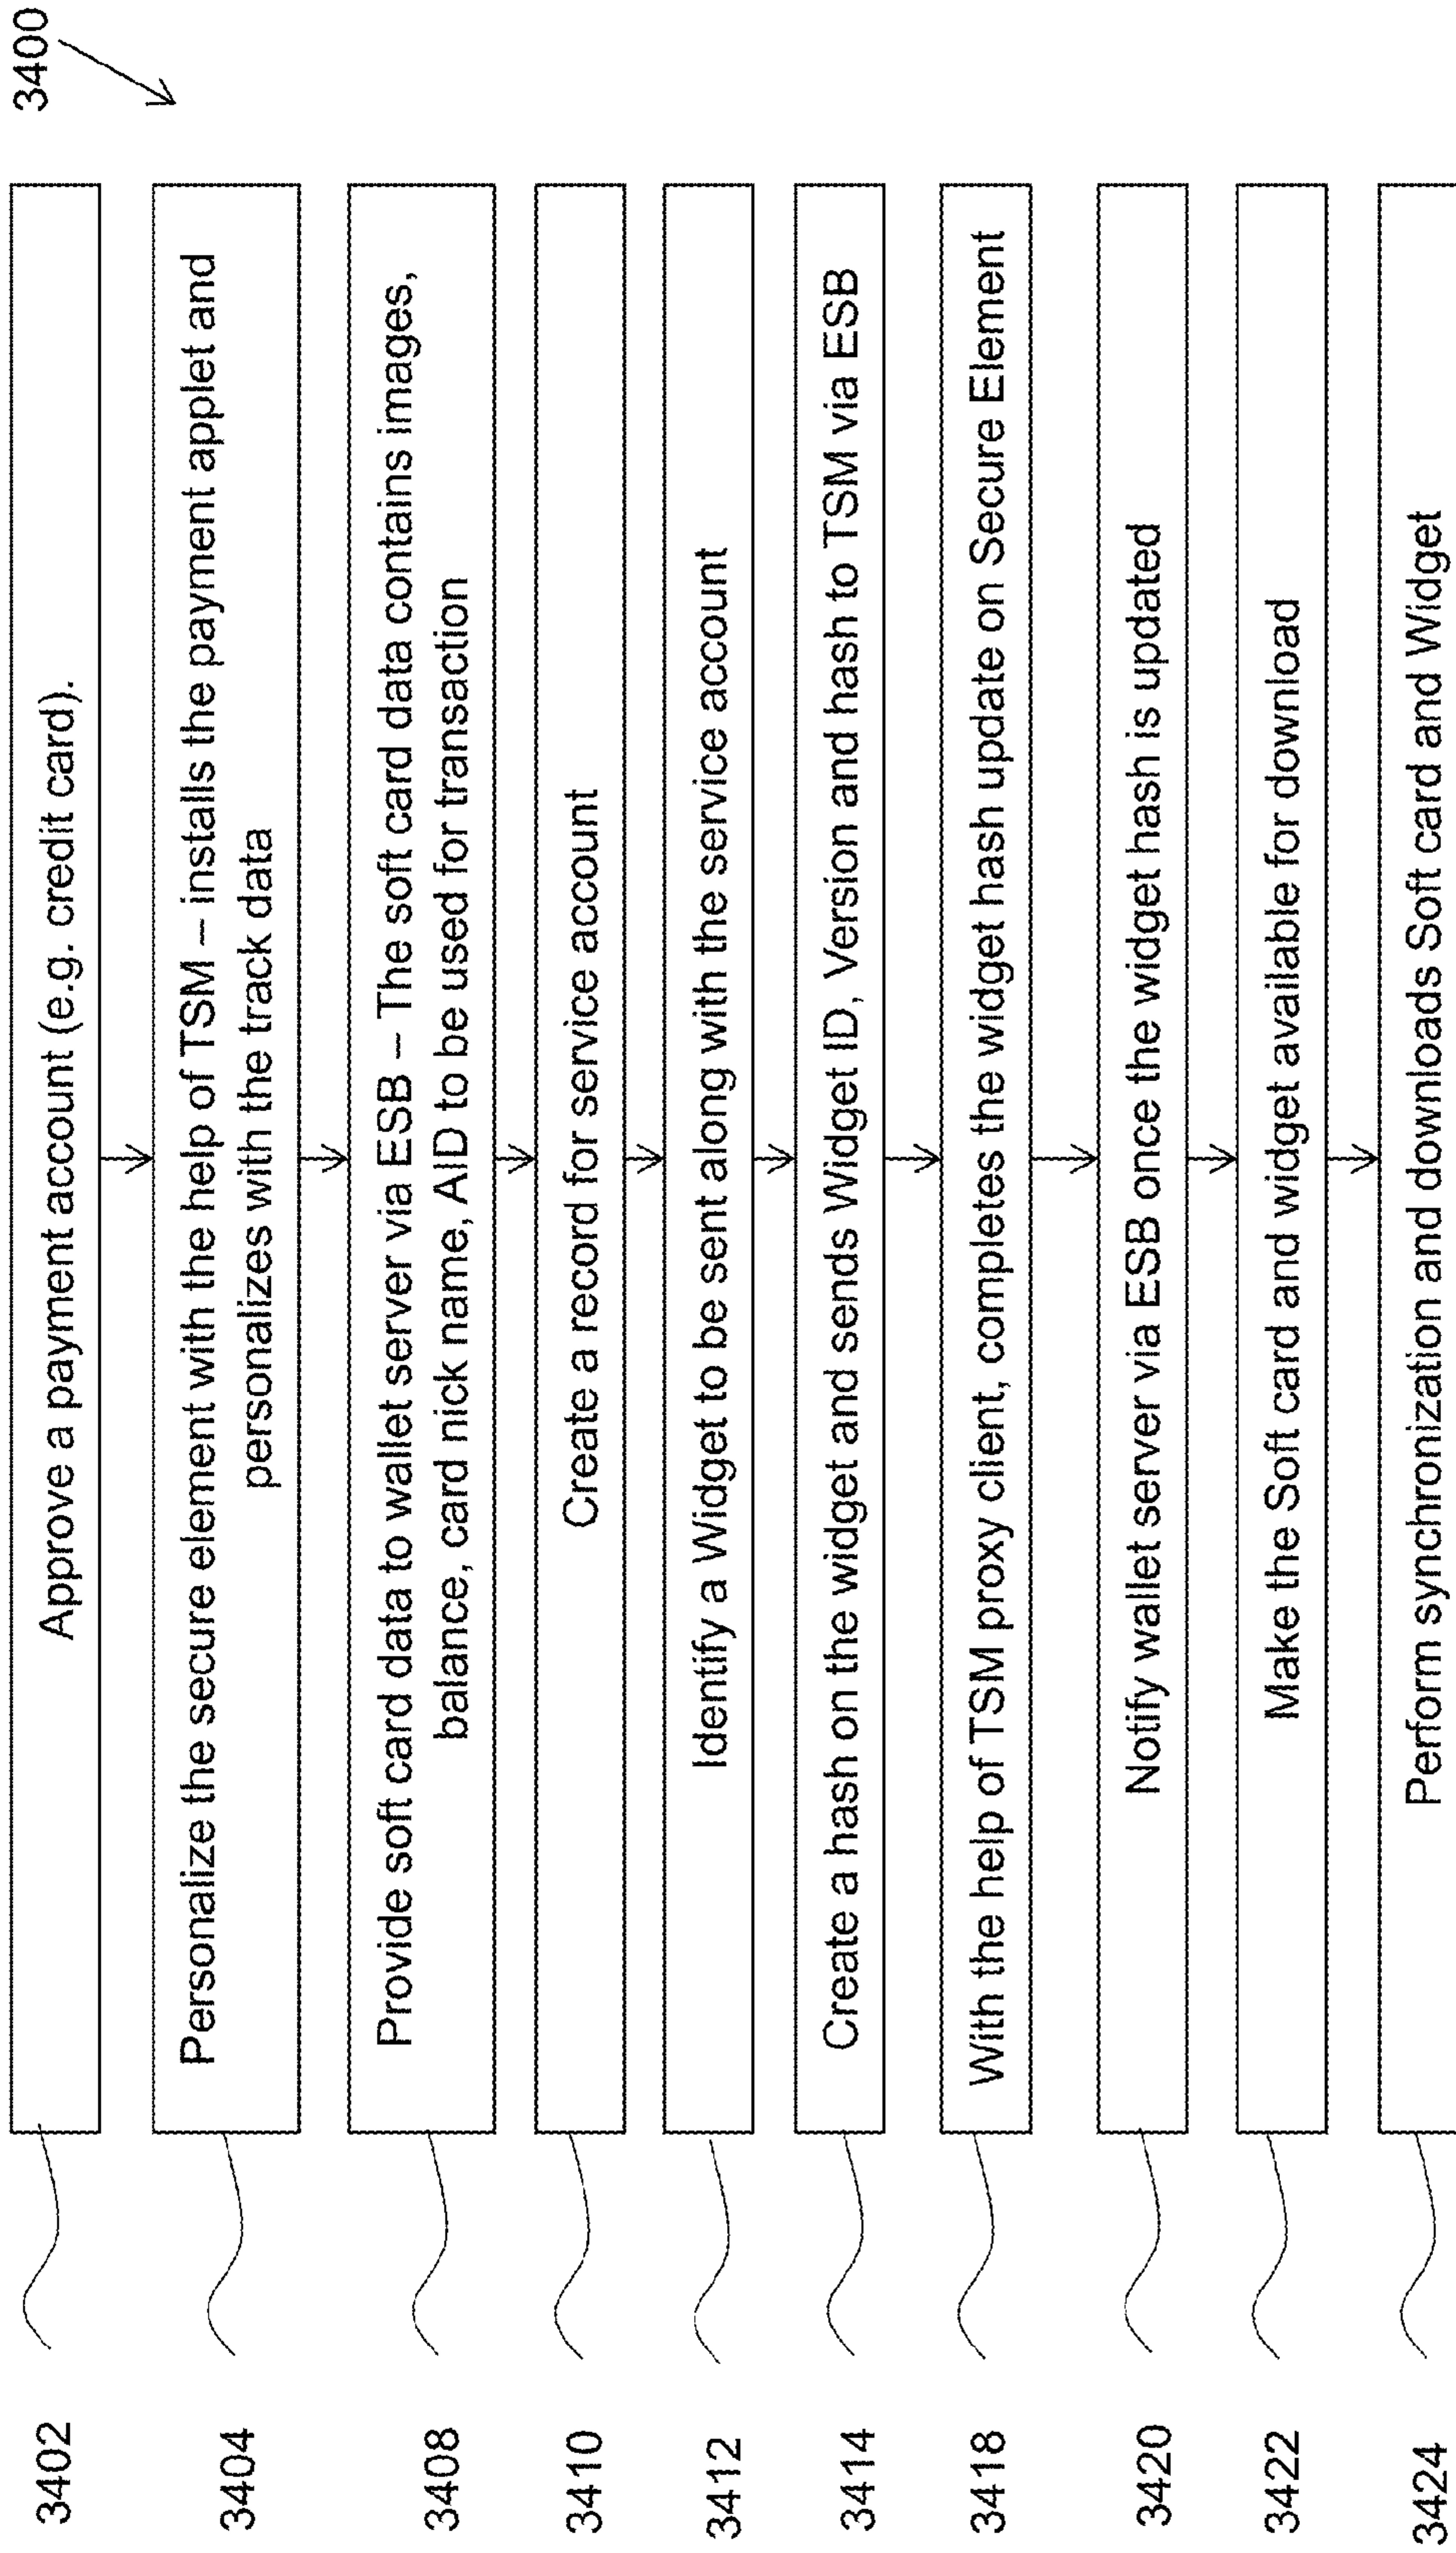 3400
3402
Approve a payment account (e.g. credit card).
3404
Personalize the secure element with the help of TSM – installs the payment applet and
personalizes with the track data
3408
Provide soft card data to wallet server via ESB – The soft card data contains images,
balance, card nick name, AID to be used for transaction
3410
Create a record for service account
3412
Identify a Widget to be sent along with the service account
3414
Create a hash on the widget and sends Widget ID, Version and hash to TSM via ESB
3418
With the help of TSM proxy client, completes the widget hash update on Secure Element
3420
Notify wallet server via ESB once the widget hash is updated
3422
Make the Soft card and widget available for download
3424
Perform synchronization and downloads Soft card and Widget